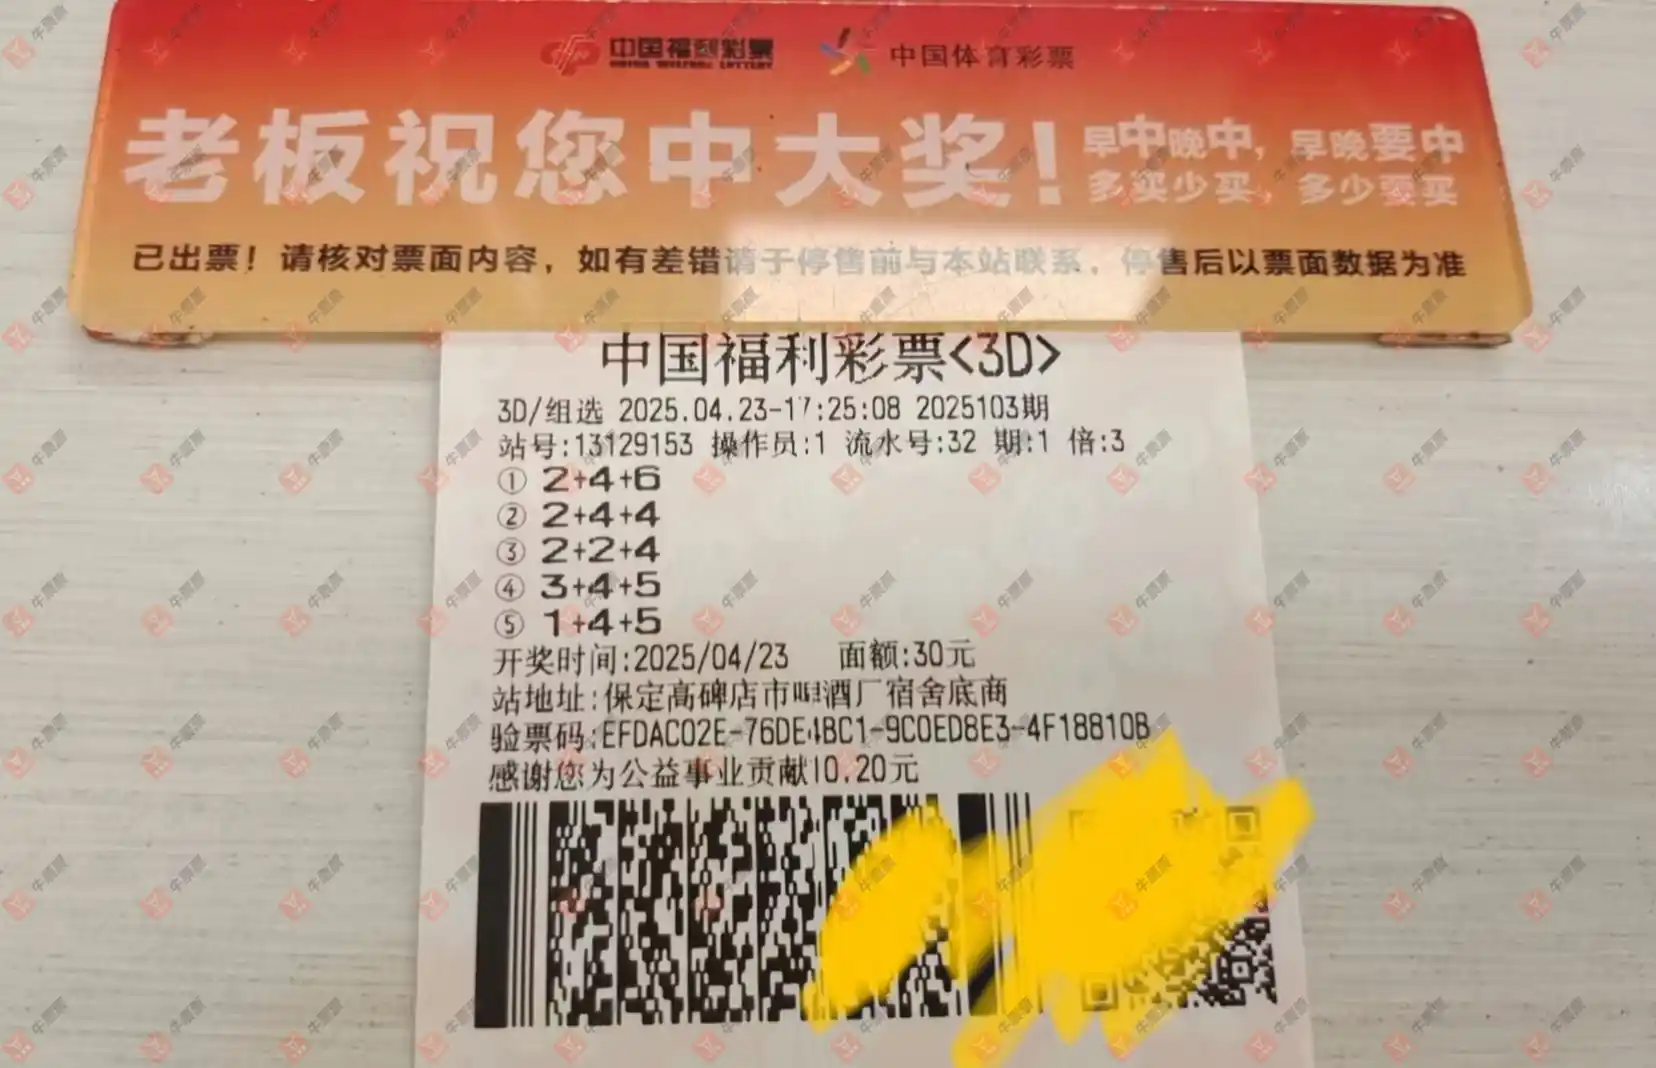 中国福利彩票 中国体育彩票
CHINA WELFARE LOTTERY
老板祝您中大奖! 早中晚中, 早晚要中
多买少买, 多少要买
已出票! 请核对票面内容, 如有差错请于停售前与本站联系, 停售后以票面数据为准
中国福利彩票<3D>
3D/组选 2025.04.23-17:25:08 2025103期
站号:13129153 操作员:1 流水号:32 期:1 倍:3
① 2+4+6
② 2+4+4
③ 2+2+4
④ 3+4+5
⑤ 1+4+5
开奖时间:2025/04/23 面额:30元
站地址:保定高碑店市啤酒厂宿舍底商
验票码:EFDAC02E-76DE4BC1-9C0ED8E3-4F18810B
感谢您为公益事业贡献10.20元